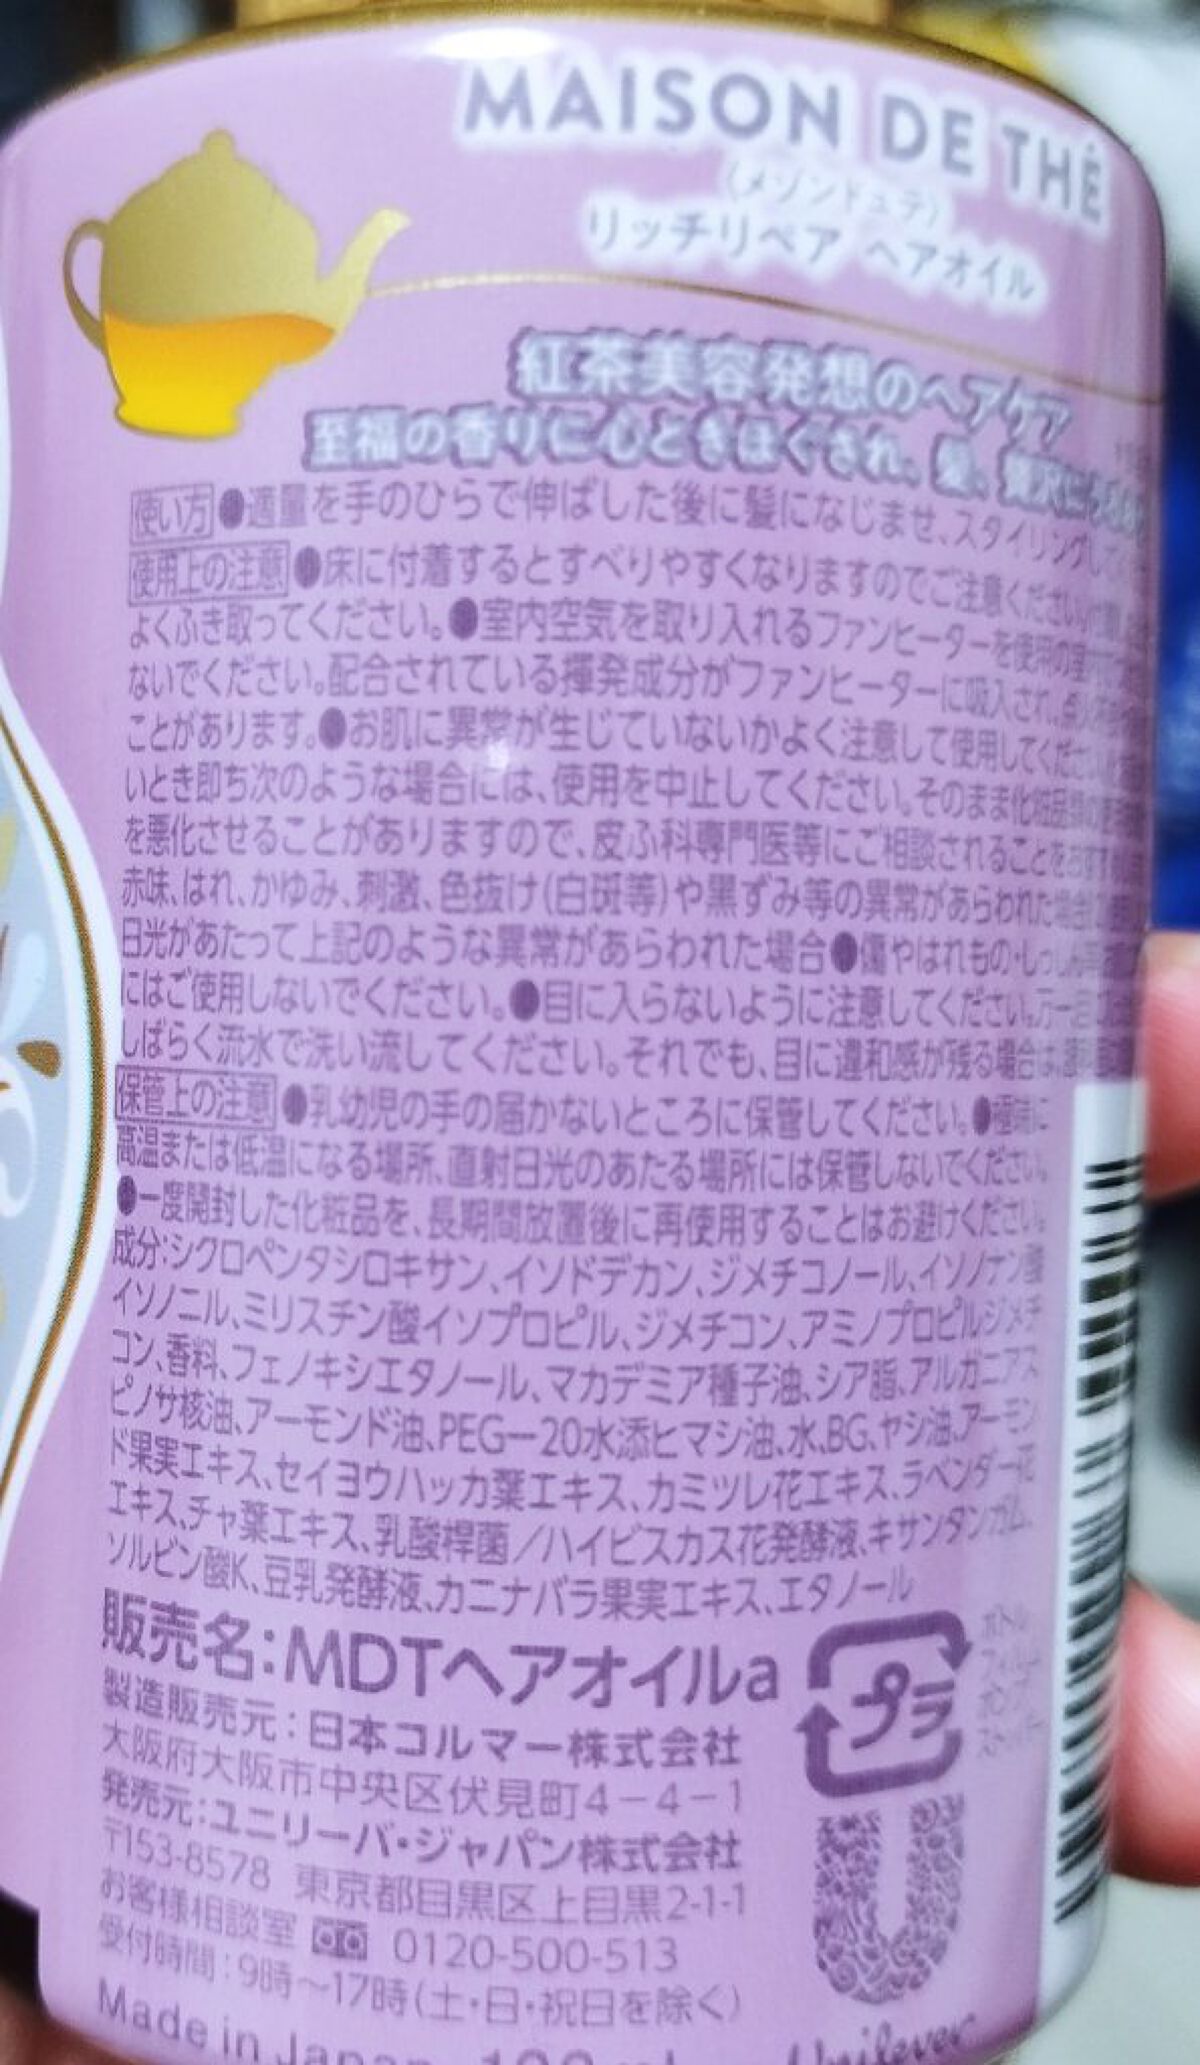 MAISON DE THÉ
〈メゾンドゥテ〉
リッチリペア ヘアオイル
紅茶美容発想のヘアケア
至福の香りに心ときほぐされ、髪、贅沢にうるおう
使い方 ●適量を手のひらで伸ばした後に髪になじませ、スタイリングして
使用上の注意 ●床に付着するとすべりやすくなりますのでご注意ください。
よくふき取ってください。●室内空気を取り入れるファンヒーターを使用の
ないでください。配合されている揮発成分がファンヒーターに吸入され、
ことがあります。●お肌に異常が生じていないかよく注意して使用してくだ
いとき即ち次のような場合には、使用を中止してください。そのまま化粧品類の
を悪化させることがありますので、皮ふ科専門医等にご相談されることをおすすめ
赤味、はれ、かゆみ、刺激、色抜け(白斑等)や黒ずみ等の異常があらわれた場合
日光があたって上記のような異常があらわれた場合●傷やはれもの・しっしん等
にはご使用しないでください。●目に入らないように注意してください。万一
しばらく流水で洗い流してください。それでも、目に違和感が残る場合は、
保管上の注意 ●乳幼児の手の届かないところに保管してください。●極端に
高温または低温になる場所、直射日光のあたる場所には保管しないでください。
●一度開封した化粧品を、長期間放置後に再使用することはお避けください。
成分:シクロペンタシロキサン、イソドデカン、ジメチコノール、イソノナン酸
イソノニル、ミリスチン酸イソプロピル、ジメチコン、アミノプロピルジメチ
コン、香料、フェノキシエタノール、マカデミア種子油、シア脂、アルガニアス
ピノサ核油、アーモンド油、PEG－20水添ヒマシ油、水、BG、ヤシ油、アーモン
ド果実エキス、セイヨウハッカ葉エキス、カミツレ花エキス、ラベンダー花
エキス、チャ葉エキス、乳酸桿菌／ハイビスカス花発酵液、キサンタンガム、
ソルビン酸K、豆乳発酵液、カニナバラ果実エキス、エタノール
販売名:MDTヘアオイルa
プラ
ボトル
製造販売元:日本コルマー株式会社
大阪府大阪市中央区伏見町4－4－1
発売元:ユニリーバ・ジャパン株式会社
〒153-8578 東京都目黒区上目黒2-1-1
お客様相談室 0120-500-513
受付時間:9時～17時(土・日・祝日を除く)
Made in Japan
Unilever